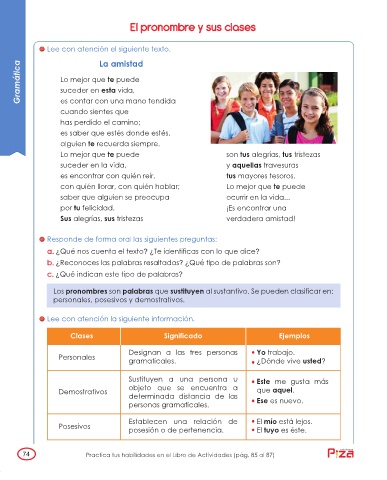 El pronombre y sus clases
Gramática
Lee con atención el siguiente texto.
La amistad
Lo mejor que te puede
suceder en esta vida,
es contar con una mano tendida
cuando sientes que
has perdido el camino;
es saber que estés donde estés,
alguien te recuerda siempre.
Lo mejor que te puede
suceder en la vida,
es encontrar con quién reír,
con quién llorar, con quién hablar;
saber que alguien se preocupa
por tu felicidad.
Sus alegrías, sus tristezas
son tus alegrías, tus tristezas
y aquellas travesuras
tus mayores tesoros.
Lo mejor que te puede
ocurrir en la vida...
¡Es encontrar una
verdadera amistad!
Responde de forma oral las siguientes preguntas:
a. ¿Qué nos cuenta el texto? ¿Te identificas con lo que dice?
b. ¿Reconoces las palabras resaltadas? ¿Qué tipo de palabras son?
c. ¿Qué indican este tipo de palabras?
Los pronombres son palabras que sustituyen al sustantivo. Se pueden clasificar en:
personales, posesivos y demostrativos.
Lee con atención la siguiente información.
Clases Significado Ejemplos
Personales
Designan a las tres personas
gramaticales.
• Yo trabajo.
• ¿Dónde vive usted?
Demostrativos
Sustituyen a una persona u
objeto que se encuentra a
determinada distancia de las
personas gramaticales.
• Este me gusta más
que aquel.
• Ese es nuevo.
Posesivos
Establecen una relación de
posesión o de pertenencia.
• El mío está lejos.
• El tuyo es éste.
74
Practica tus habilidades en el Libro de Actividades (pág. 85 al 87)